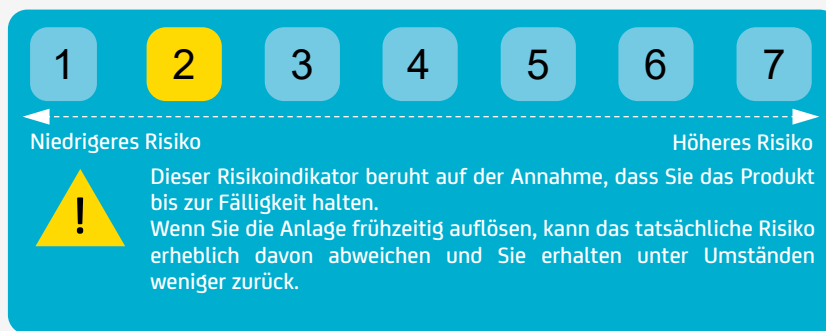 1 2 3 4 5 6 7
Niedrigeres Risiko Höheres Risiko
Dieser Risikoindikator beruht auf der Annahme, dass Sie das Produkt
bis zur Fälligkeit halten.
Wenn Sie die Anlage frühzeitig auflösen, kann das tatsächliche Risiko
erheblich davon abweichen und Sie erhalten unter Umständen
weniger zurück.
!